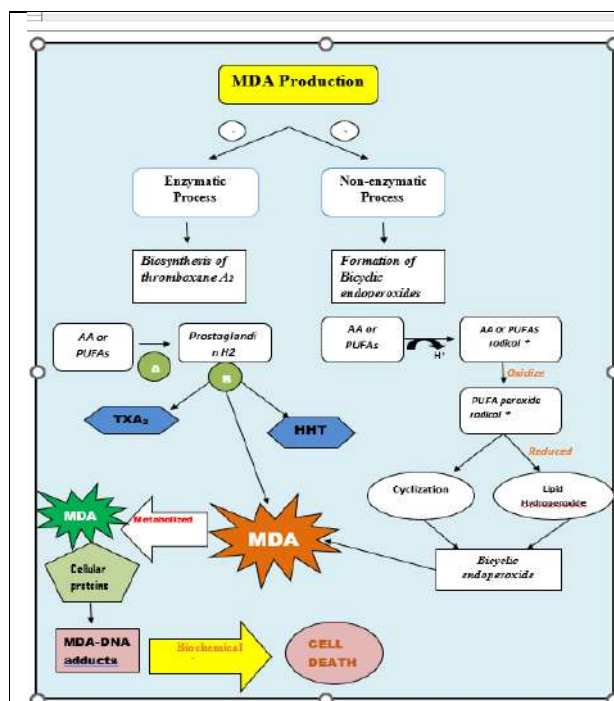 MDA Production
Enzymatic
Process
Non-enzymatic
Process
Biosynthesis of
thromboxane A₂
Formation of
Bicyclic
endoperoxides
AA or
PUFAs
A
Prostaglandi
n H2
B
AA or
PUFAs
H⁺
AA or PUFAS
radical +
Oxidize
PUFA peroxide
radical +
Reduced
TXA₂
HHT
Cyclization
Lipid
Hydroperoxide
MDA
Metabolized
MDA
Cellular
proteins
Bicyclic
endoperoxide
MDA-DNA
adducts
Biochemical
CELL
DEATH